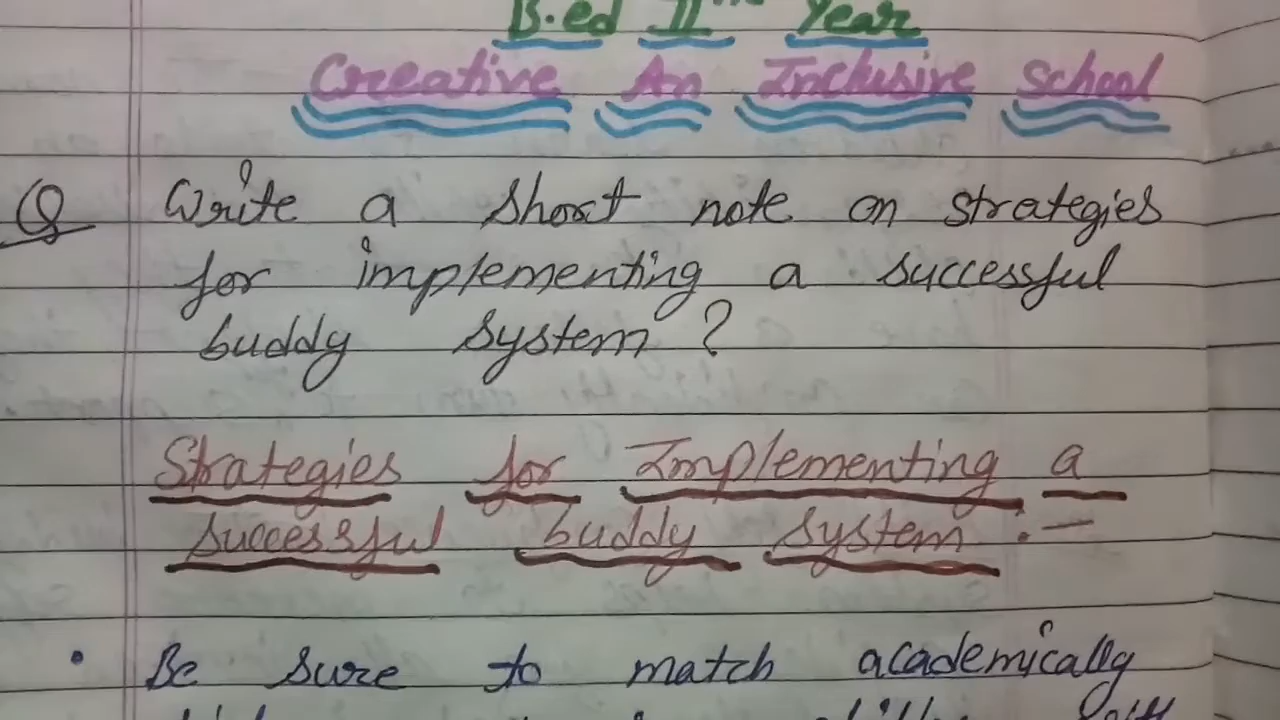 B.ed IInd Year
Creative An Inclusive School
Q Write a short note on strategies
for implementing a successful
buddy system ?
Strategies for Implementing a
successful buddy system :-
• Be sure to match academically